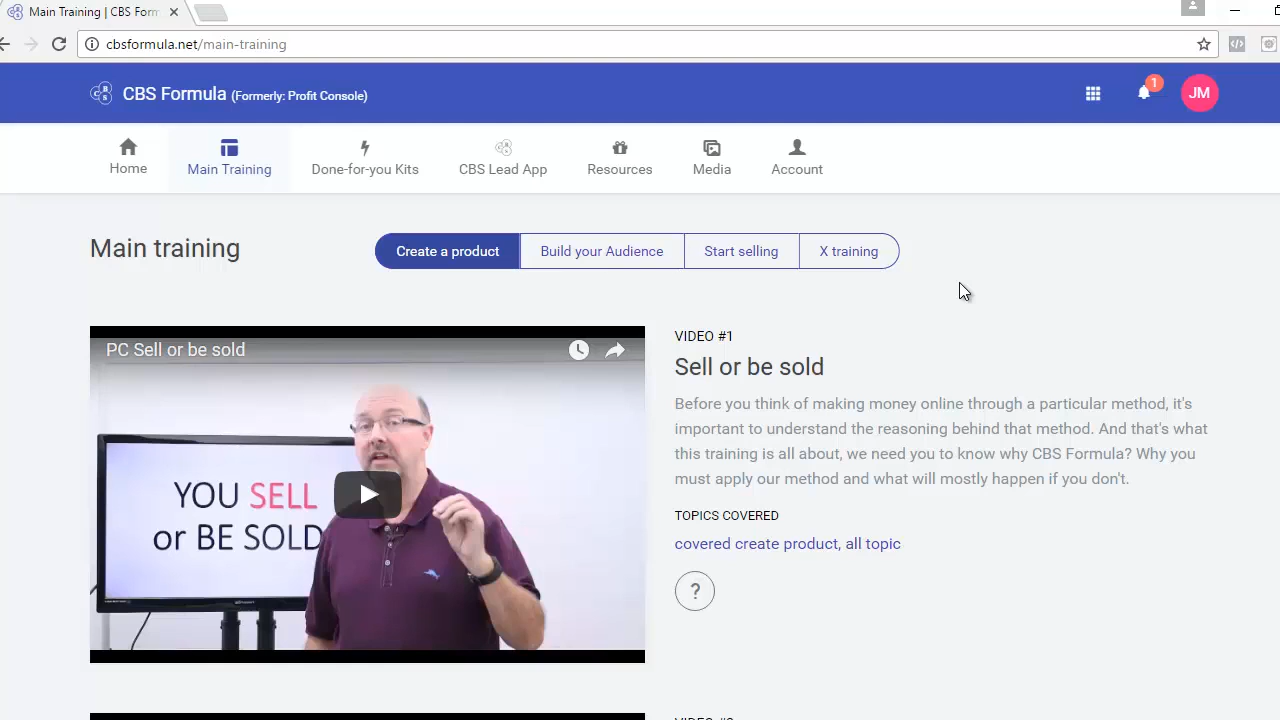 Main Training | CBS Form
cbsformula.net/main-training
CBS Formula (Formerly: Profit Console)
1
JM
Home
Main Training
Done-for-you Kits
CBS Lead App
Resources
Media
Account
Main training
Create a product
Build your Audience
Start selling
X training
PC Sell or be sold
YOU SELL
or BE SOLD
VIDEO #1
Sell or be sold
Before you think of making money online through a particular method, it's
important to understand the reasoning behind that method. And that's what
this training is all about, we need you to know why CBS Formula? Why you
must apply our method and what will mostly happen if you don't.
TOPICS COVERED
covered create product, all topic
?